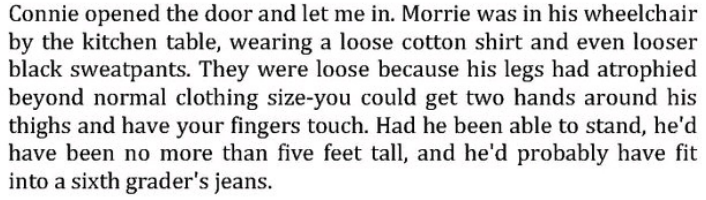 Connie opened the door and let me in. Morrie was in his wheelchair
by the kitchen table, wearing a loose cotton shirt and even looser
black sweatpants. They were loose because his legs had atrophied
beyond normal clothing size-you could get two hands around his
thighs and have your fingers touch. Had he been able to stand, he'd
have been no more than five feet tall, and he'd probably have fit
into a sixth grader's jeans.